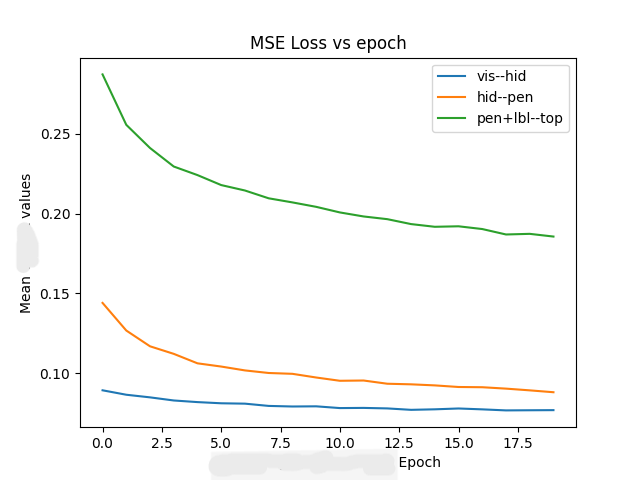 MSE Loss vs epoch
vis--hid
hid--pen
pen+lbl--top
0.25
0.20
0.15
0.10
Mean
values
0.0 2.5 5.0 7.5 10.0 12.5 15.0 17.5
Epoch